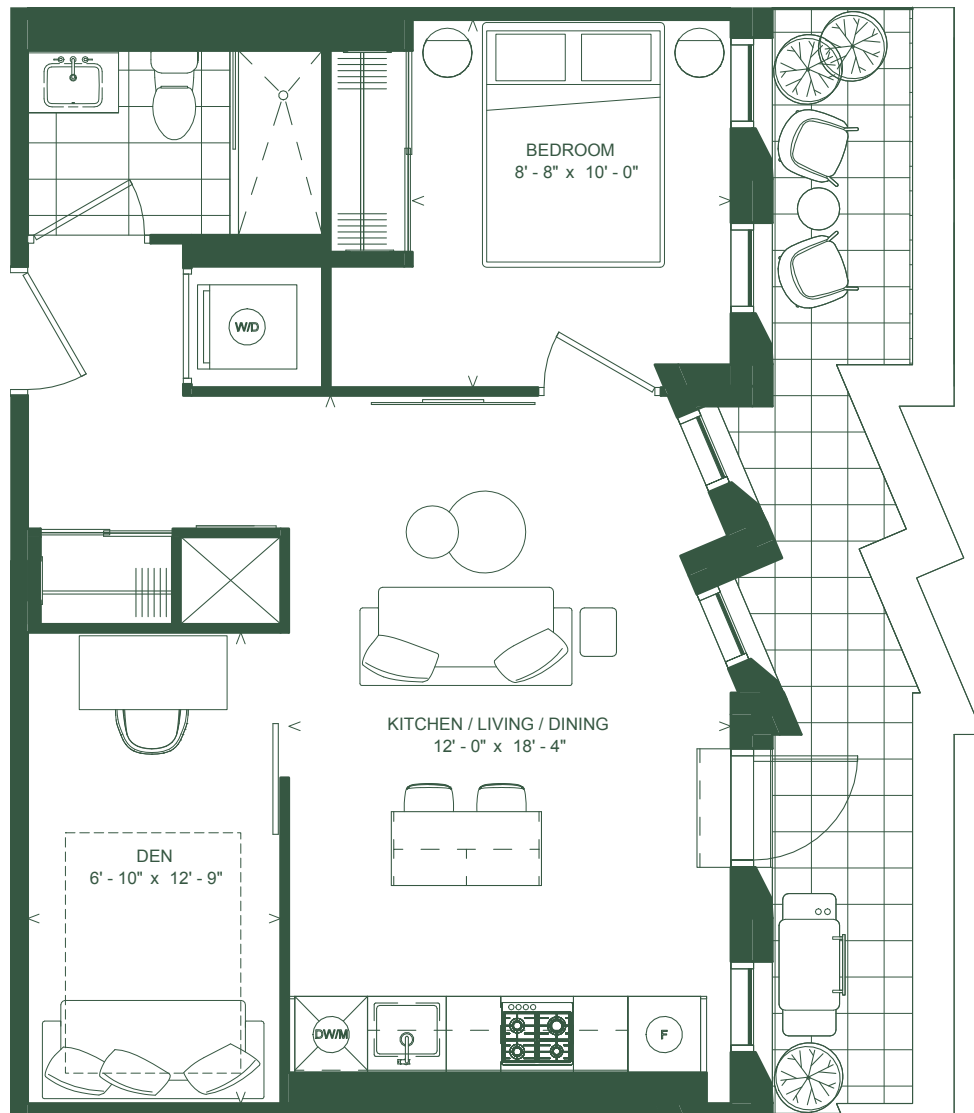 BEDROOM
8' - 8" x 10' - 0"
W/D
KITCHEN / LIVING / DINING
12' - 0" x 18' - 4"
DEN
6' - 10" x 12' - 9"
DW/M
F